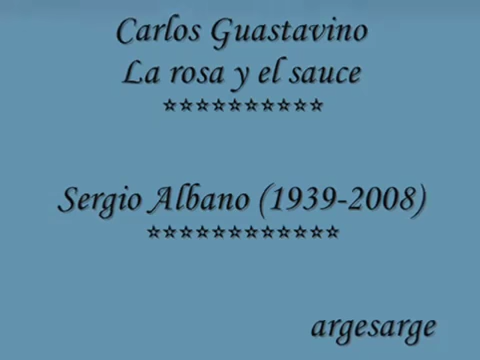 Carlos Guastavino
La rosa y el sauce
**********
Sergio Albano (1939-2008)
************
argesarge